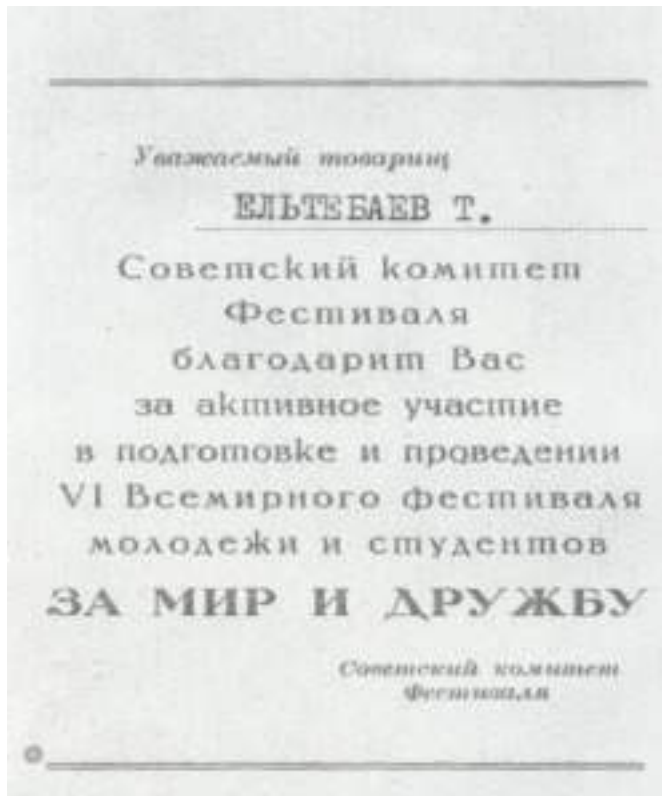 Уважаемый товарищ
ЕЛЬТЕБАЕВ Т.
Советский комитет
Фестиваля
благодарит Вас
за активное участие
в подготовке и проведении
VI Всемирного фестиваля
молодежи и студентов
ЗА МИР И ДРУЖБУ
Советский комитет
Фестиваля